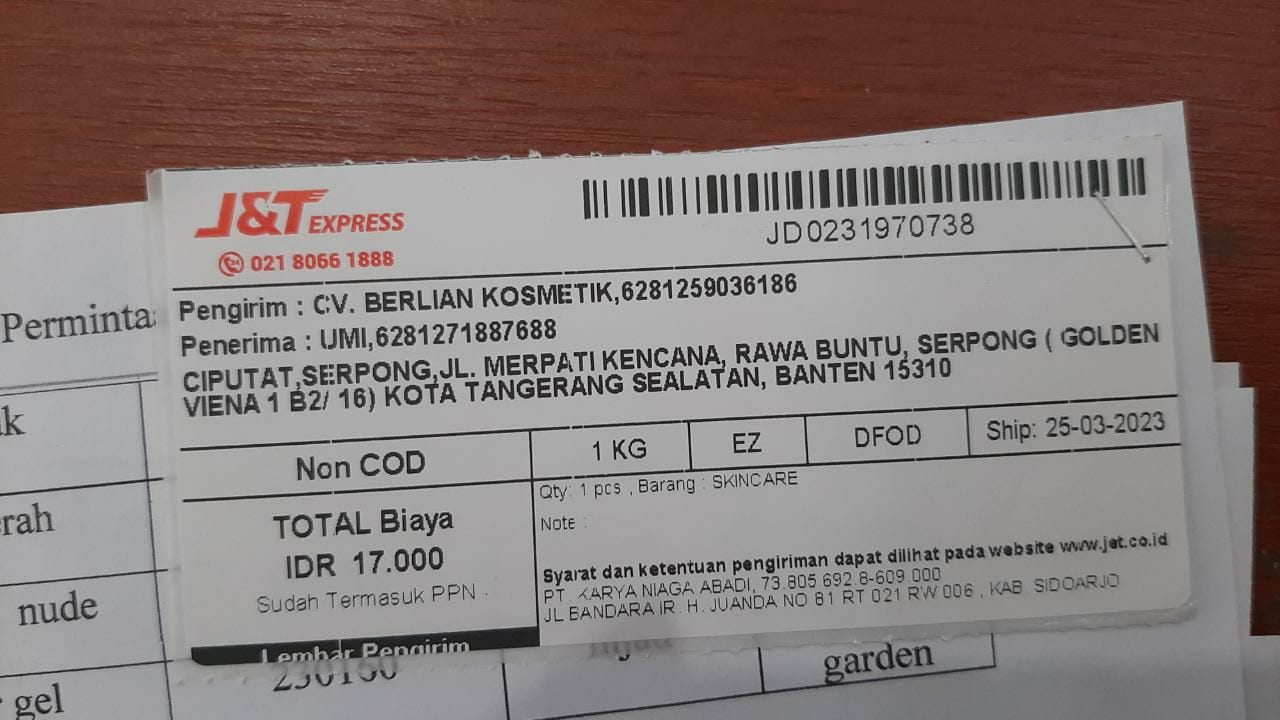 J&T EXPRESS
021 8066 1888
JD0231970738
Pengirim : CV. BERLIAN KOSMETIK,6281259036186
Penerima : UMI,6281271887688
CIPUTAT,SERPONG,JL. MERPATI KENCANA, RAWA BUNTU, SERPONG ( GOLDEN
VIENA 1 B2/ 16) KOTA TANGERANG SEALATAN, BANTEN 15310
Non COD
1 KG
EZ
DFOD
Ship: 25-03-2023
TOTAL Biaya
IDR 17.000
Sudah Termasuk PPN .
Qty: 1 pcs , Barang : SKINCARE
Note :
Syarat dan ketentuan pengiriman dapat dilihat pada website www.jet.co.id
PT. KARYA NIAGA ABADI, 73.805.692.8-609.000
JL BANDARA IR. H. JUANDA NO 81 RT 021 RW 006 , KAB. SIDOARJO
Lembar Pengirim
Perminta
k
rah
nude
gel
230160
garden